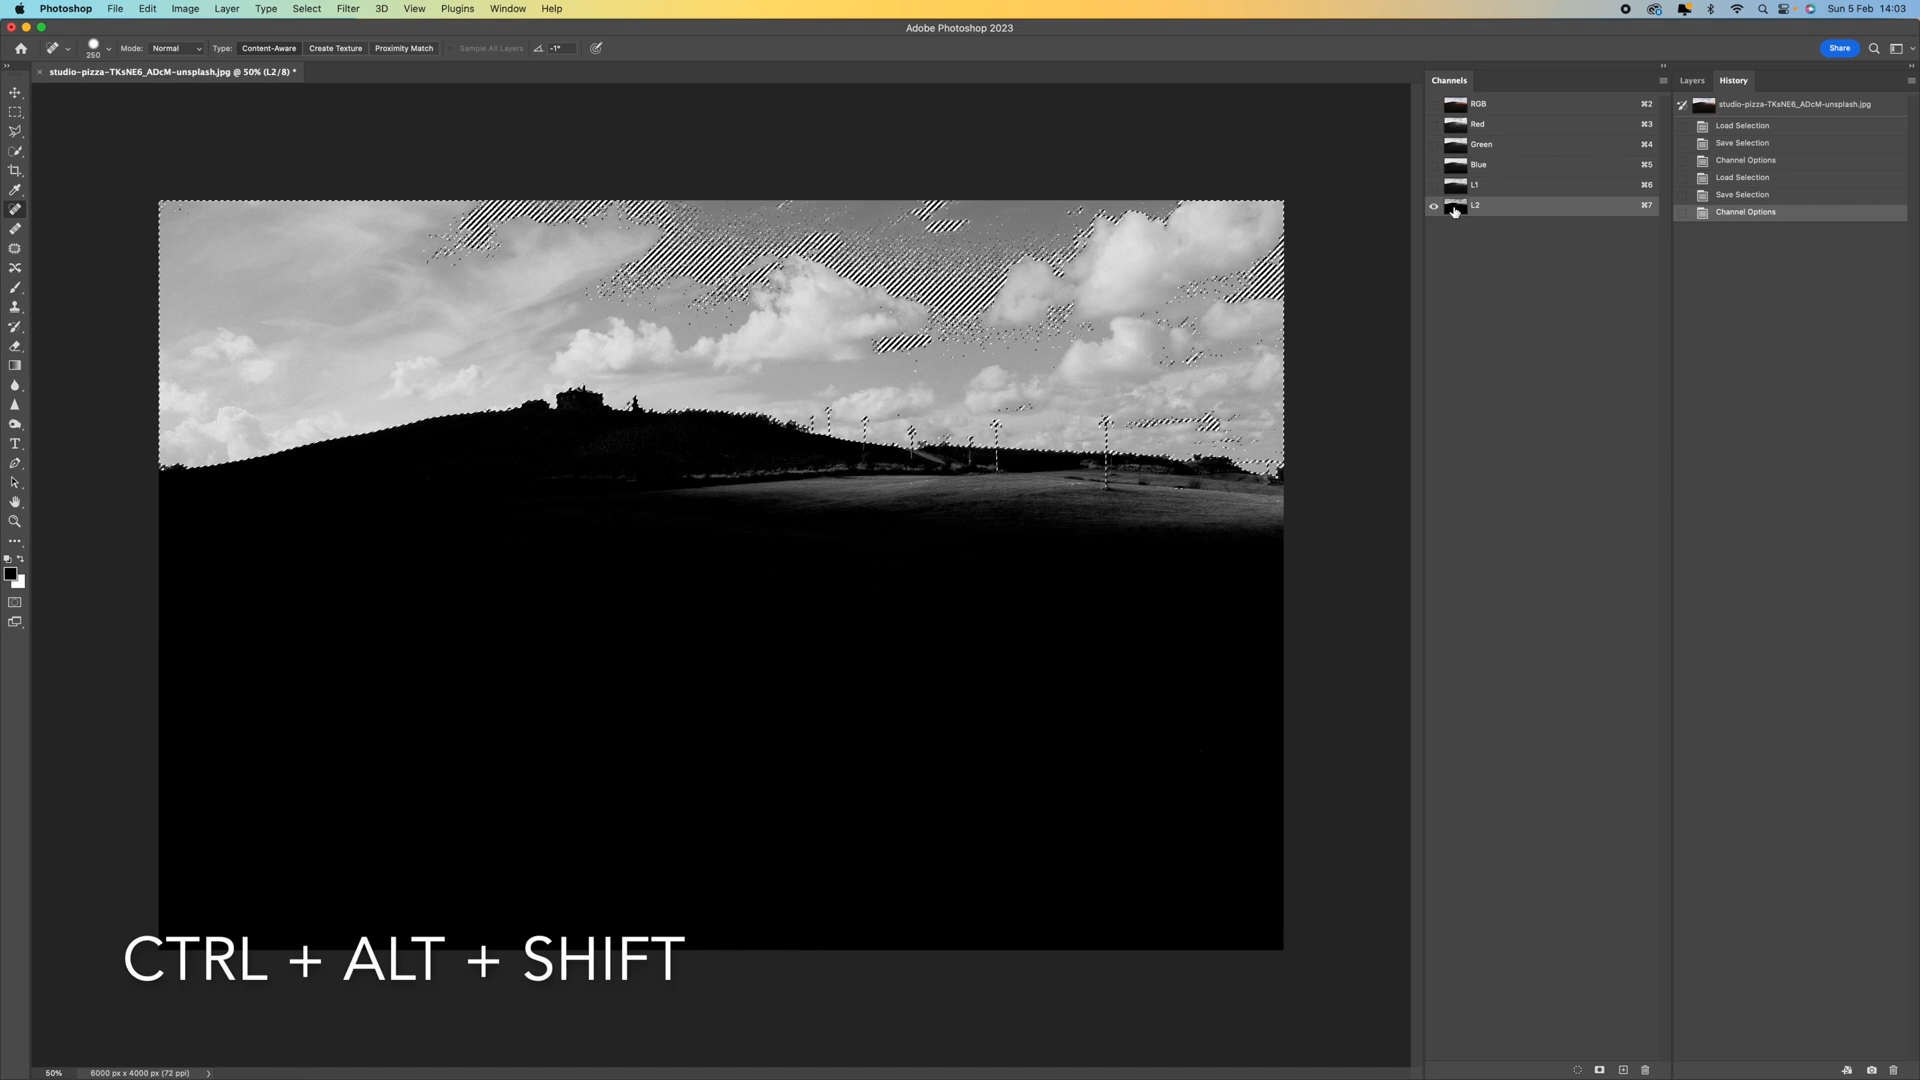 Photoshop File Edit Image Layer Type Select Filter 3D View Plugins Window Help Sun 5 Feb 14:03
Adobe Photoshop 2023
250 Mode: Normal Type: Content-Aware Create Texture Proximity Match Sample All Layers -1° Share
studio-pizza-TKsNE6_ADcM-unsplash.jpg @ 50% (L2/8) *
Channels
RGB ⌘2
Red ⌘3
Green ⌘4
Blue ⌘5
L1 ⌘6
L2 ⌘7
Layers History
studio-pizza-TKsNE6_ADcM-unsplash.jpg
Load Selection
Save Selection
Channel Options
Load Selection
Save Selection
Channel Options
CTRL + ALT + SHIFT
50% 6000 px x 4000 px (72 ppi)